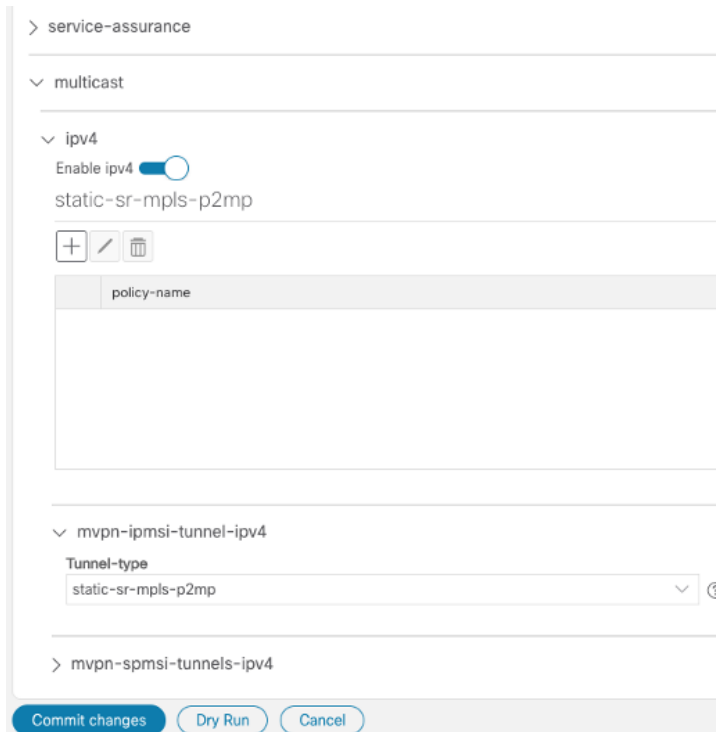 service-assurance
multicast
ipv4
Enable ipv4
static-sr-mpls-p2mp
policy-name
mvpn-ipmsi-tunnel-ipv4
Tunnel-type
static-sr-mpls-p2mp
mvpn-spmsi-tunnels-ipv4
Commit changes Dry Run Cancel